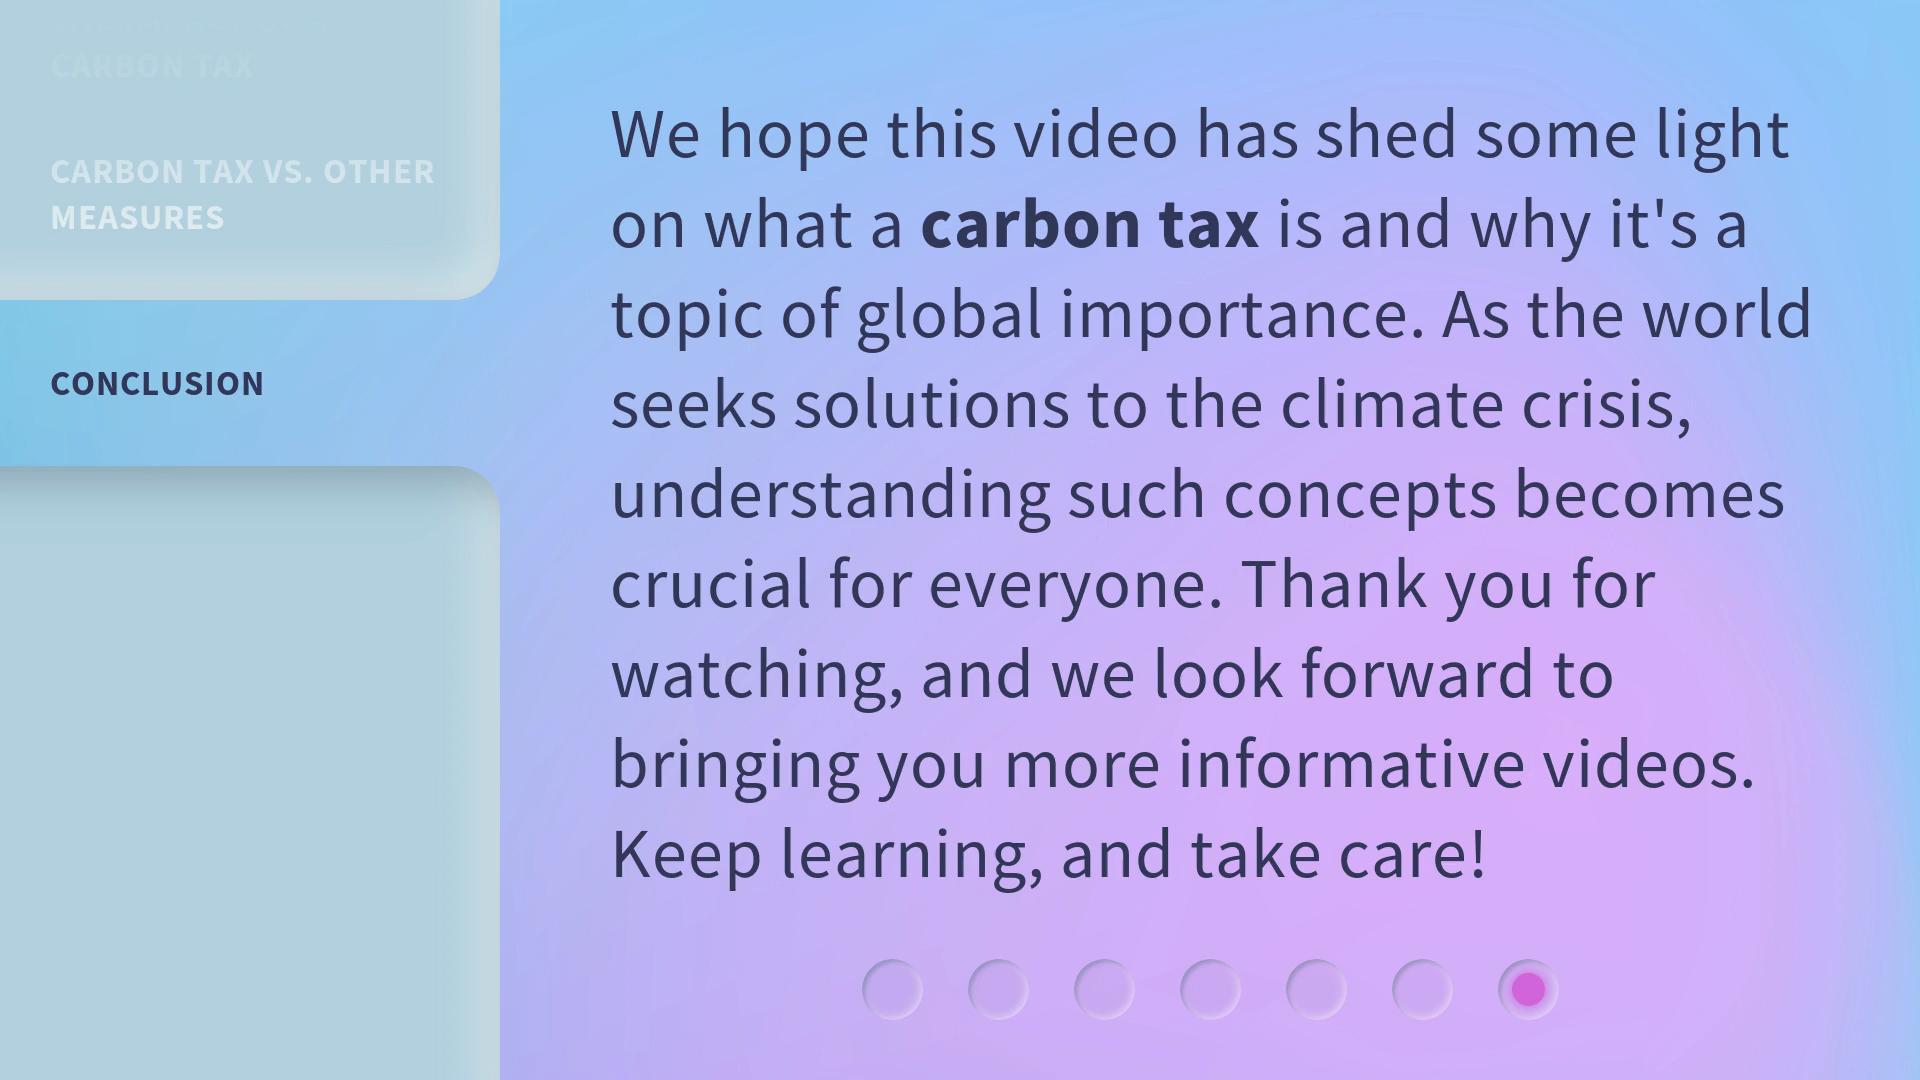 CARBON TAX
CARBON TAX VS. OTHER
MEASURES
CONCLUSION
We hope this video has shed some light
on what a carbon tax is and why it's a
topic of global importance. As the world
seeks solutions to the climate crisis,
understanding such concepts becomes
crucial for everyone. Thank you for
watching, and we look forward to
bringing you more informative videos.
Keep learning, and take care!